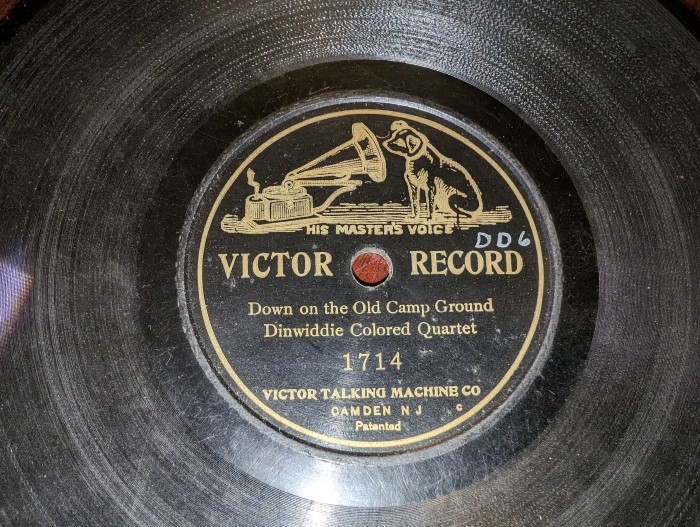 HIS MASTER'S VOICE
DD6
VICTOR RECORD
Down on the Old Camp Ground
Dinwiddie Colored Quartet
1714
VICTOR TALKING MACHINE CO
CAMDEN N J C
Patented